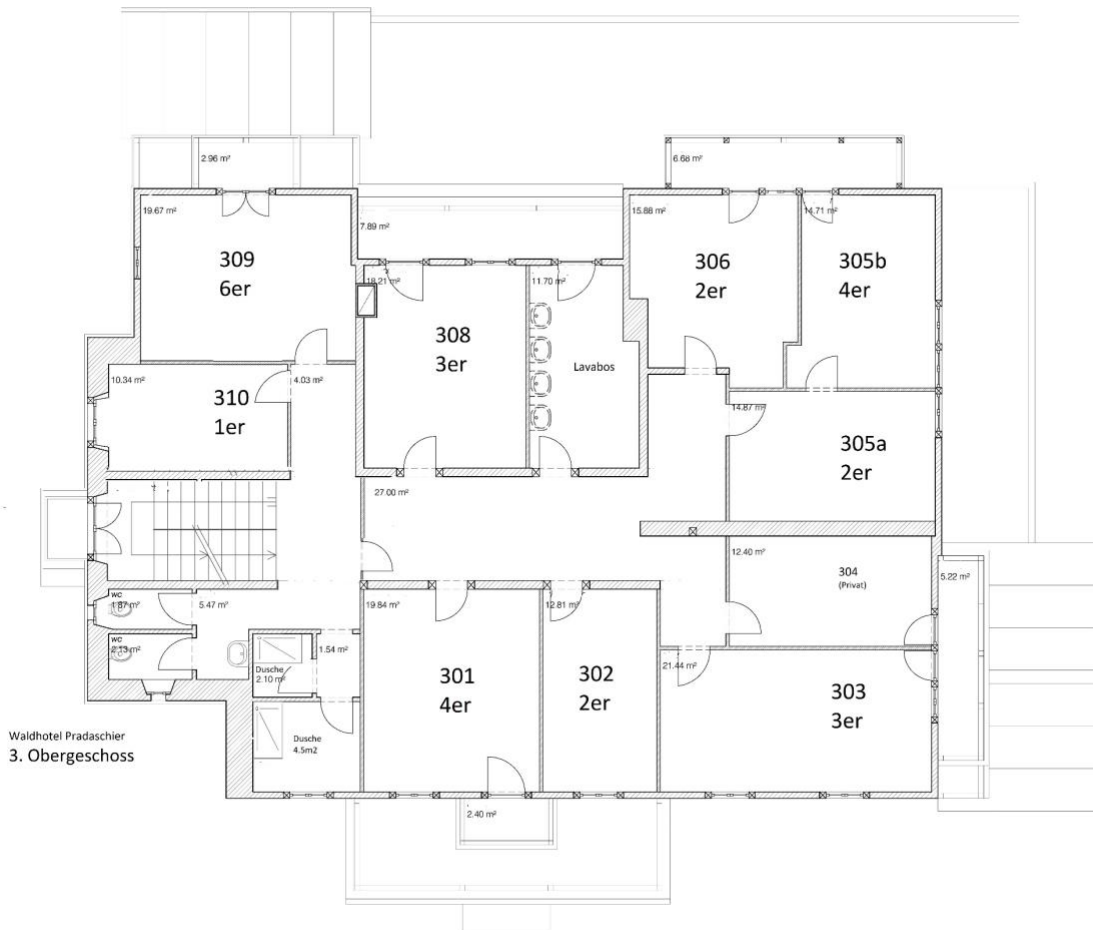 2.96 m²
6.68 m²
19.67 m²
309
6er
7.89 m²
15.88 m²
306
2er
14.71 m²
305b
4er
18.21 m²
308
3er
11.70 m²
Lavabos
10.34 m²
310
1er
4.03 m²
14.87 m²
305a
2er
27.00 m²
12.40 m²
304
(Privat)
5.22 m²
WC
1.87 m²
5.47 m²
WC
2.13 m²
Dusche
2.10 m²
1.54 m²
19.84 m²
301
4er
12.81 m²
302
2er
21.44 m²
303
3er
Dusche
4.5m2
2.40 m²
Waldhotel Pradaschier
3. Obergeschoss